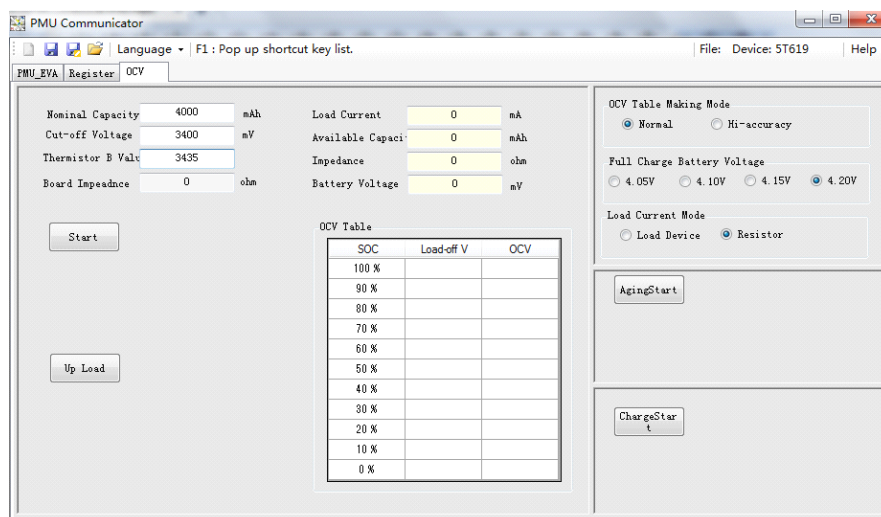 PMU Communicator
Language F1 : Pop up shortcut key list. File: Device: 5T619 Help
PMU_EVA Register OCV
Nominal Capacity 4000 mAh
Cut-off Voltage 3400 mV
Thermistor B Valu 3435
Board Impeadnce 0 ohm
Load Current 0 mA
Available Capaci 0 mAh
Impedance 0 ohm
Battery Voltage 0 mV
Start
Up Load
OCV Table
SOC Load-off V OCV
100 %
90 %
80 %
70 %
60 %
50 %
40 %
30 %
20 %
10 %
0 %
OCV Table Making Mode
Normal Hi-accuracy
Full Charge Battery Voltage
4.05V 4.10V 4.15V 4.20V
Load Current Mode
Load Device Resistor
AgingStart
ChargeStar
t